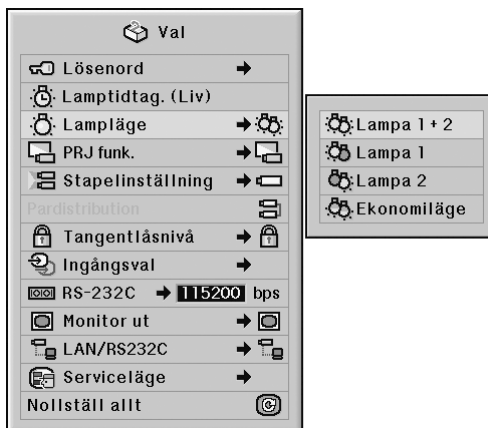 Val
Lösenord
Lamptidtag. (Liv)
Lampläge
PRJ funk.
Stapelinställning
Pardistribution
Tangentlåsnivå
Ingångsval
RS-232C 115200 bps
Monitor ut
LAN/RS232C
Serviceläge
Nollställ allt
Lampa 1 + 2
Lampa 1
Lampa 2
Ekonomiläge